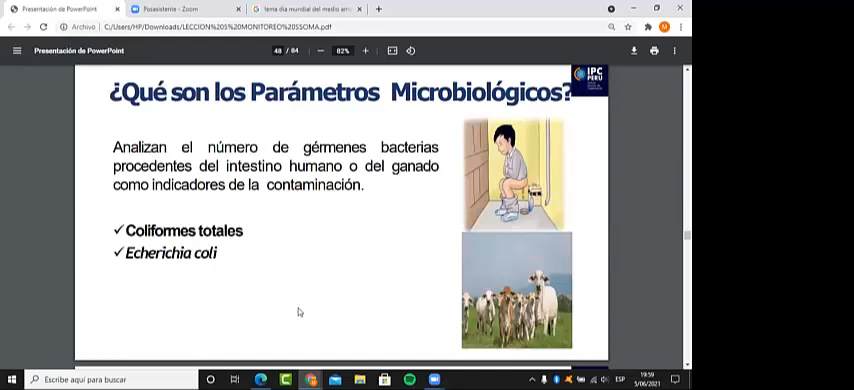 Presentación de PowerPoint
Posasistente - Zoom
tema dia mundial del medio am
Archivo
C:/Users/HP/Downloads/LECCION%205%20MONITOREO%20SSOMA.pdf
Presentación de PowerPoint
48 / 84
82%
¿Qué son los Parámetros Microbiológicos?
IPC
PERÚ
Analizan el número de gérmenes bacterias
procedentes del intestino humano o del ganado
como indicadores de la contaminación.
✓ Coliformes totales
✓ Echerichia coli
Escribe aquí para buscar
ESP
19:59
5/06/2021